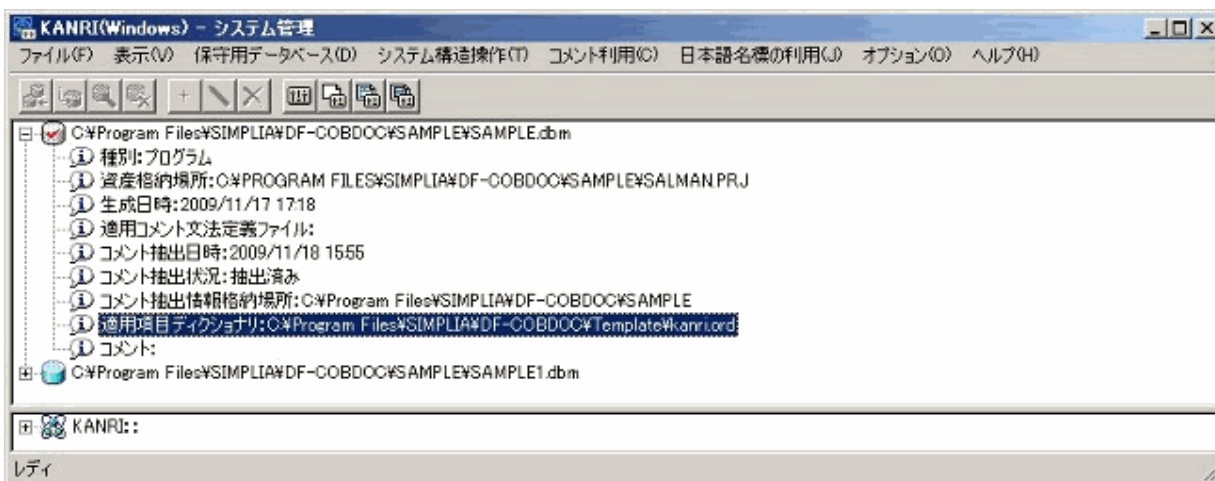 KANRI(Windows) - システム管理
ファイル(F) 表示(V) 保守用データベース(D) システム構造操作(T) コメント利用(C) 日本語名標の利用(J) オプション(O) ヘルプ(H)
C:¥Program Files¥SIMPLIA¥DF-COBDOC¥SAMPLE¥SAMPLE.dbm
種別:プログラム
資産格納場所:C:¥PROGRAM FILES¥SIMPLIA¥DF-COBDOC¥SAMPLE¥SALMAN.PRJ
生成日時:2009/11/17 17:18
適用コメント文法定義ファイル:
コメント抽出日時:2009/11/18 15:55
コメント抽出状況:抽出済み
コメント抽出情報格納場所:C:¥Program Files¥SIMPLIA¥DF-COBDOC¥SAMPLE
適用項目ディクショナリ:C:¥Program Files¥SIMPLIA¥DF-COBDOC¥Template¥kanri.ord
コメント:
C:¥Program Files¥SIMPLIA¥DF-COBDOC¥SAMPLE¥SAMPLE1.dbm
KANRI::
レディ